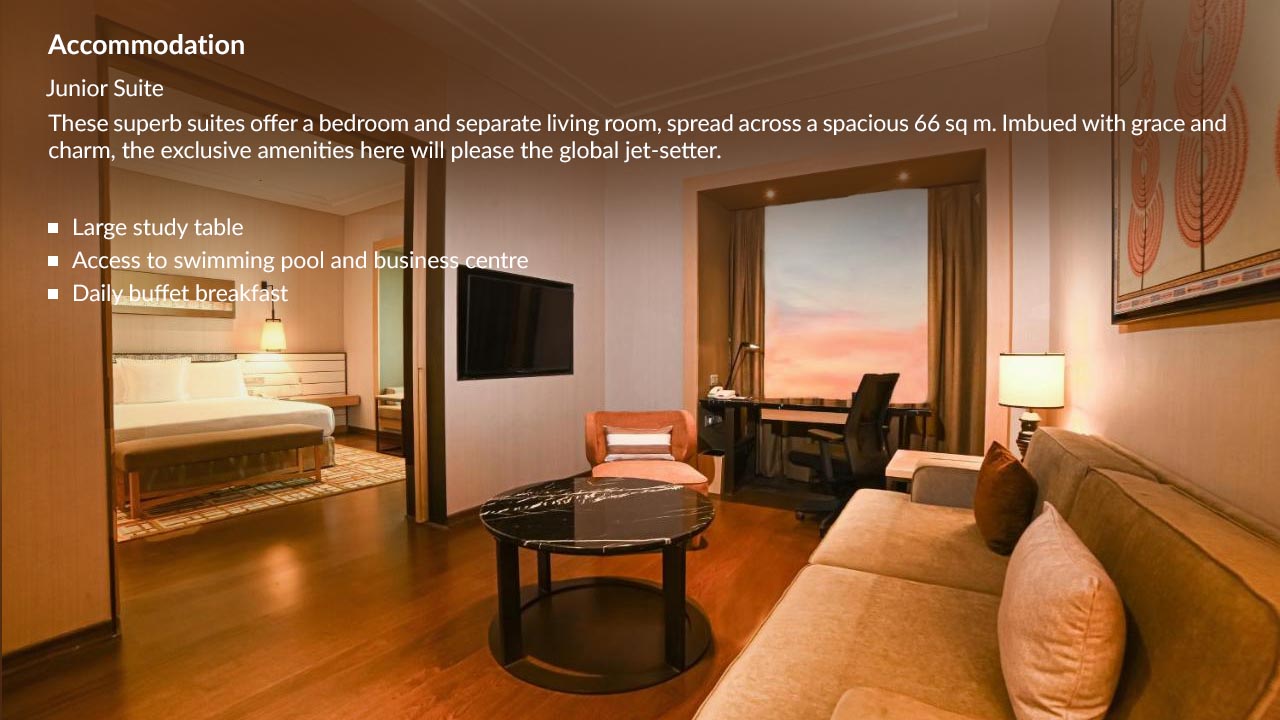 Accommodation
Junior Suite
These superb suites offer a bedroom and separate living room, spread across a spacious 66 sq m. Imbued with grace and
charm, the exclusive amenities here will please the global jet-setter.
▪ Large study table
▪ Access to swimming pool and business centre
▪ Daily buffet breakfast